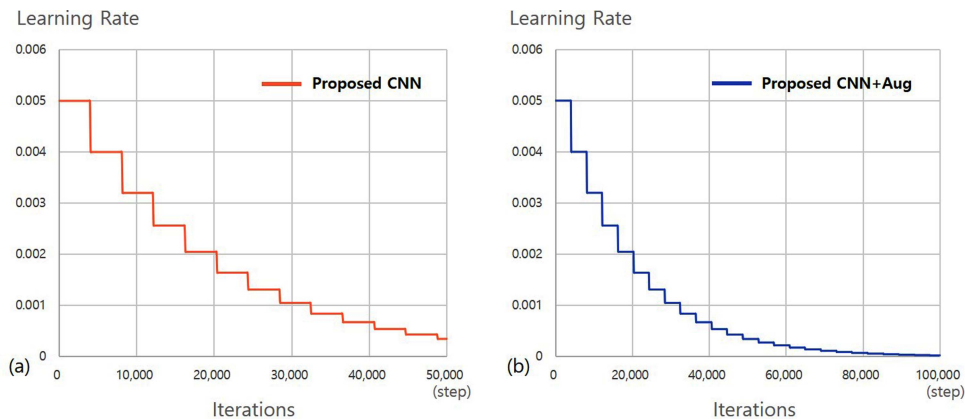 Learning Rate
0.006
Proposed CNN
0.005
0.004
0.003
0.002
0.001
0
(a)
0 10,000 20,000 30,000 40,000 50,000
(step)
Iterations
Learning Rate
0.006
Proposed CNN+Aug
0.005
0.004
0.003
0.002
0.001
0
(b)
0 20,000 40,000 60,000 80,000 100,000
(step)
Iterations